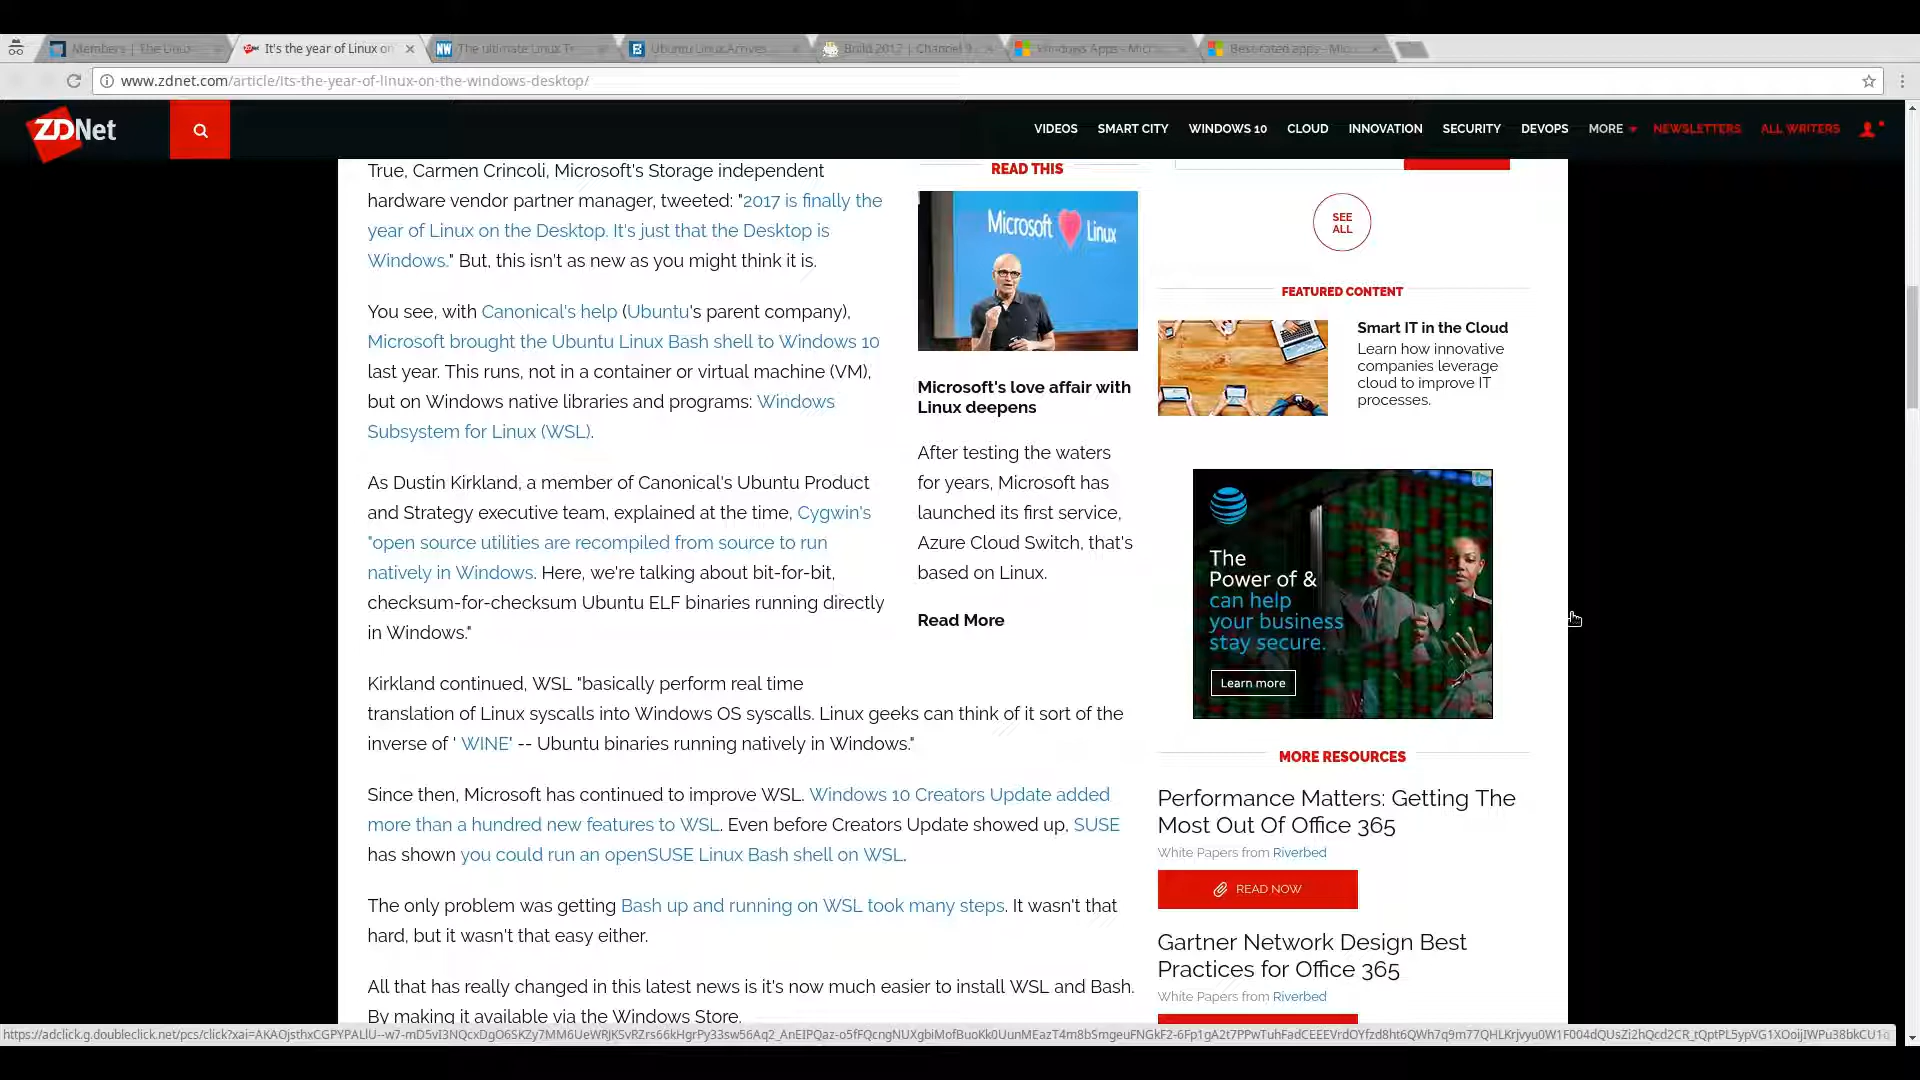 Members | The Linu
It's the year of Linux on
The ultimate Linux T
Ubuntu Linux Arrives
Build 2017 | Channel 9
Windows Apps - Micr
Best rated apps - Micr
www.zdnet.com/article/its-the-year-of-linux-on-the-windows-desktop/
ZDNet
VIDEOS SMART CITY WINDOWS 10 CLOUD INNOVATION SECURITY DEVOPS MORE NEWSLETTERS ALL WRITERS
True, Carmen Crincoli, Microsoft's Storage independent
hardware vendor partner manager, tweeted: "2017 is finally the
year of Linux on the Desktop. It's just that the Desktop is
Windows." But, this isn't as new as you might think it is.
You see, with Canonical's help (Ubuntu's parent company),
Microsoft brought the Ubuntu Linux Bash shell to Windows 10
last year. This runs, not in a container or virtual machine (VM),
but on Windows native libraries and programs: Windows
Subsystem for Linux (WSL).
As Dustin Kirkland, a member of Canonical's Ubuntu Product
and Strategy executive team, explained at the time, Cygwin's
"open source utilities are recompiled from source to run
natively in Windows. Here, we're talking about bit-for-bit,
checksum-for-checksum Ubuntu ELF binaries running directly
in Windows."
Kirkland continued, WSL "basically perform real time
translation of Linux syscalls into Windows OS syscalls. Linux geeks can think of it sort of the
inverse of ' WINE' -- Ubuntu binaries running natively in Windows."
Since then, Microsoft has continued to improve WSL. Windows 10 Creators Update added
more than a hundred new features to WSL. Even before Creators Update showed up, SUSE
has shown you could run an openSUSE Linux Bash shell on WSL.
The only problem was getting Bash up and running on WSL took many steps. It wasn't that
hard, but it wasn't that easy either.
All that has really changed in this latest news is it's now much easier to install WSL and Bash.
By making it available via the Windows Store.
READ THIS
Microsoft Linux
Microsoft's love affair with
Linux deepens
After testing the waters
for years, Microsoft has
launched its first service,
Azure Cloud Switch, that's
based on Linux.
Read More
SEE
ALL
FEATURED CONTENT
Smart IT in the Cloud
Learn how innovative
companies leverage
cloud to improve IT
processes.
The
Power of &
can help
your business
stay secure.
Learn more
MORE RESOURCES
Performance Matters: Getting The
Most Out Of Office 365
White Papers from Riverbed
READ NOW
Gartner Network Design Best
Practices for Office 365
White Papers from Riverbed